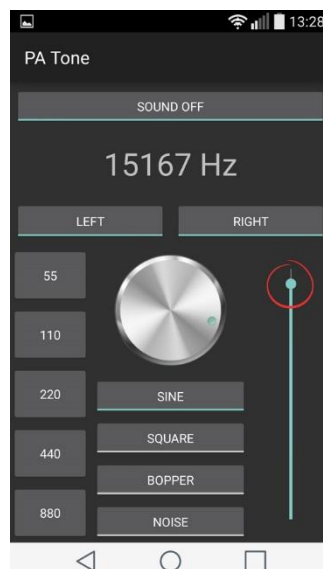 13:28
PA Tone
SOUND OFF
15167 Hz
LEFT RIGHT
55
110
220
440
880
SINE
SQUARE
BOPPER
NOISE